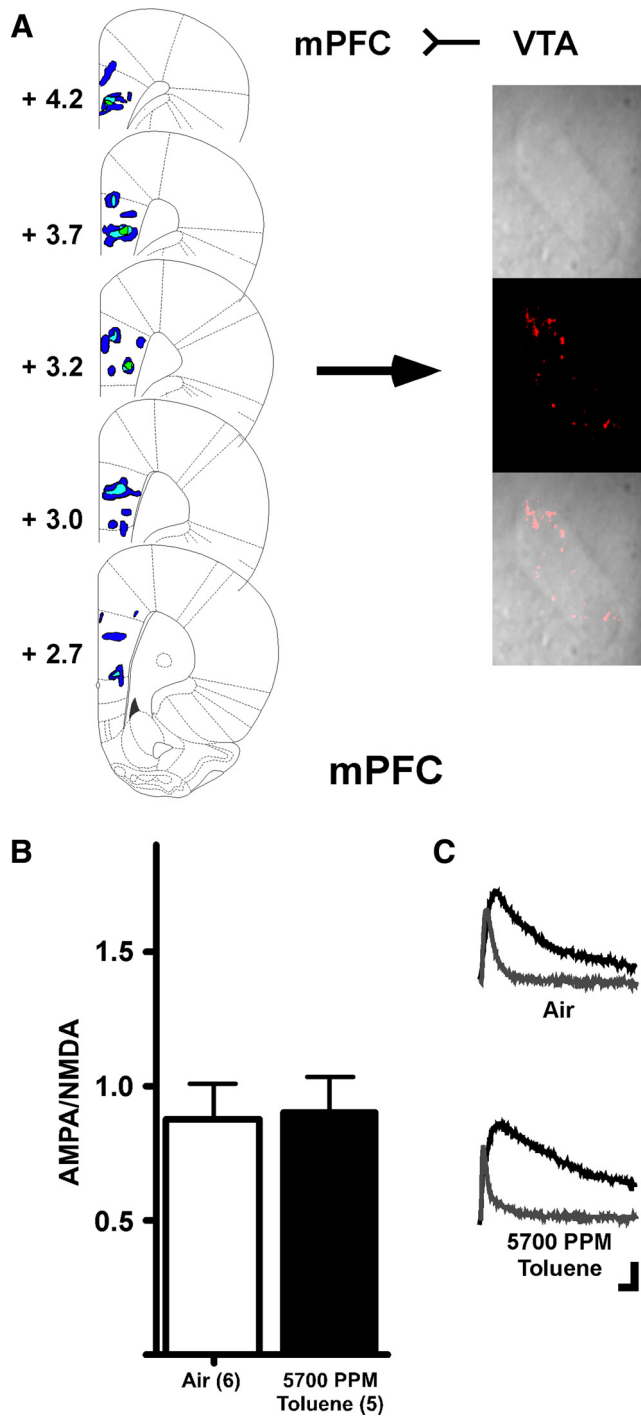 A
mPFC VTA
+ 4.2
+ 3.7
+ 3.2
+ 3.0
+ 2.7
mPFC
B
AMPA/NMDA
1.5
1.0
0.5
Air (6)
5700 PPM
Toluene (5)
C
Air
5700 PPM
Toluene